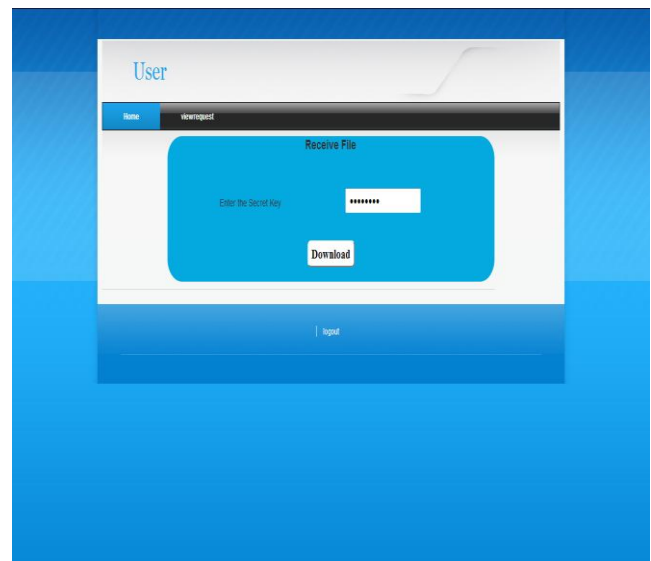 User
Home viewrequest
Receive File
Enter the Secret Key ••••••••
Download
logout